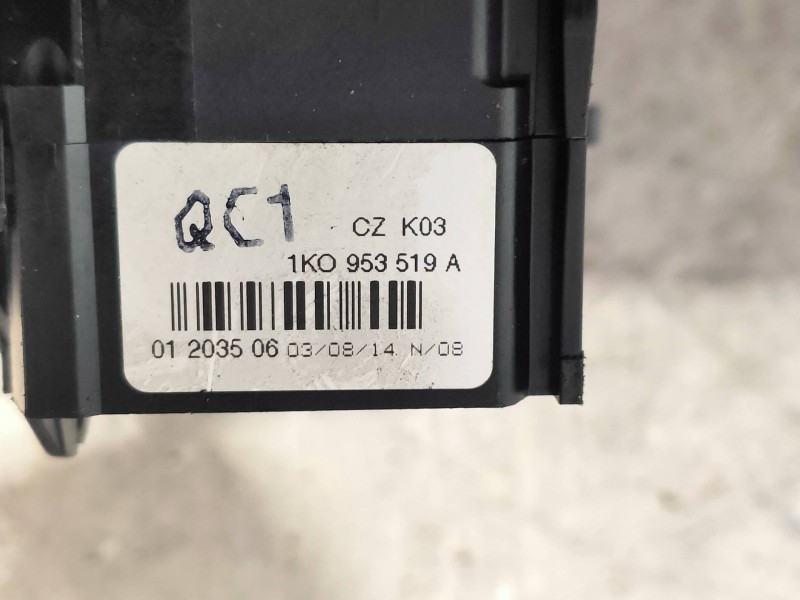 QC1
CZ K03
1KO 953 519 A
01 2035 06 03/08/14 N/08